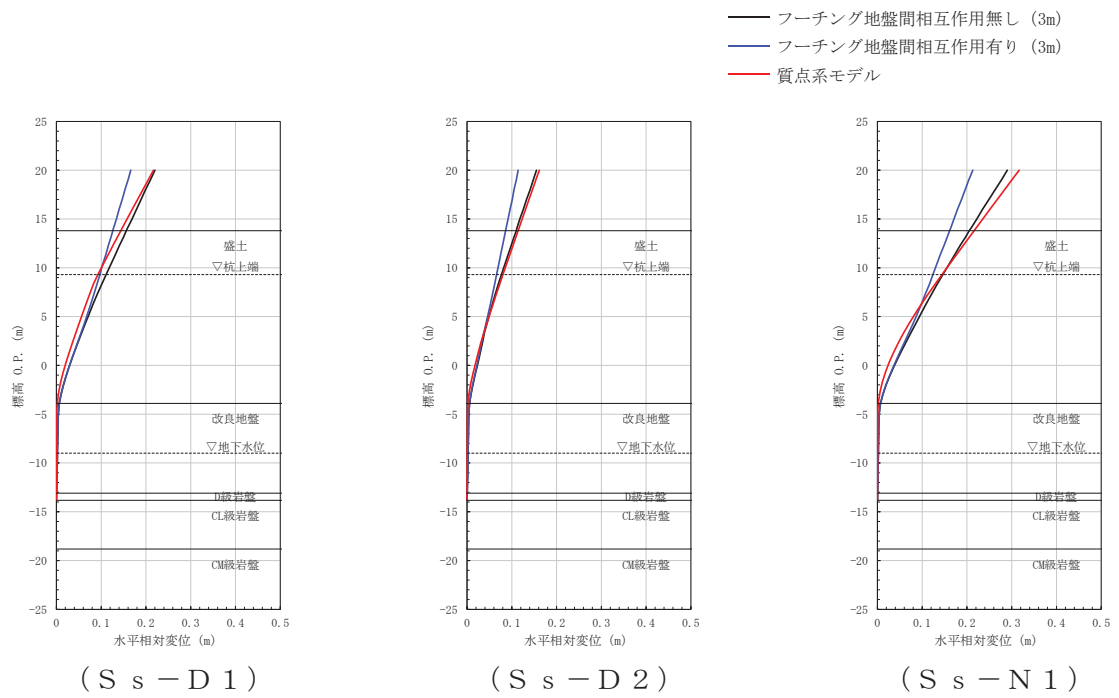 フーチング地盤間相互作用無し (3m)
フーチング地盤間相互作用有り (3m)
質点系モデル
標高 O.P. (m)
25
20
15
10
5
0
-5
-10
-15
-20
-25
盛土
▽杭上端
改良地盤
▽地下水位
D級岩盤
CL級岩盤
CM級岩盤
0 0.1 0.2 0.3 0.4 0.5
水平相対変位 (m)
(Ss-D1)
標高 O.P. (m)
25
20
15
10
5
0
-5
-10
-15
-20
-25
盛土
▽杭上端
改良地盤
▽地下水位
D級岩盤
CL級岩盤
CM級岩盤
0 0.1 0.2 0.3 0.4 0.5
水平相対変位 (m)
(Ss-D2)
標高 O.P. (m)
25
20
15
10
5
0
-5
-10
-15
-20
-25
盛土
▽杭上端
改良地盤
▽地下水位
D級岩盤
CL級岩盤
CM級岩盤
0 0.1 0.2 0.3 0.4 0.5
水平相対変位 (m)
(Ss-N1)